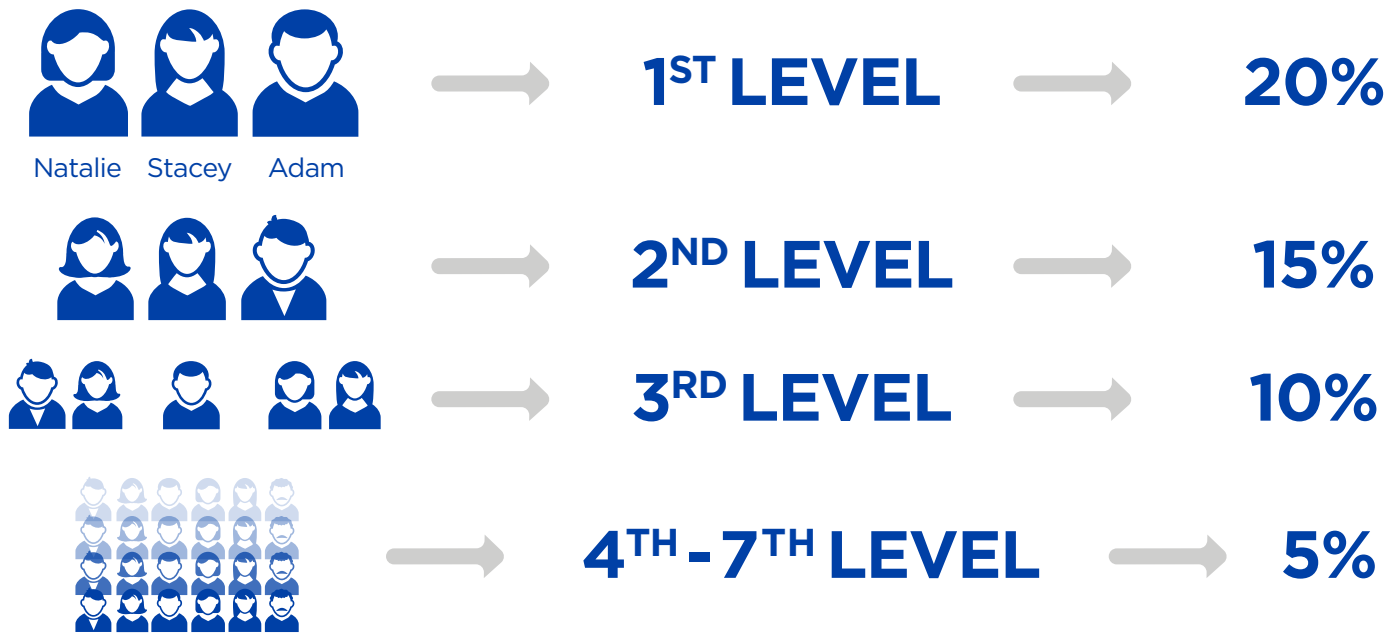 1ST LEVEL 20%
Natalie Stacey Adam
2ND LEVEL 15%
3RD LEVEL 10%
4TH - 7TH LEVEL 5%